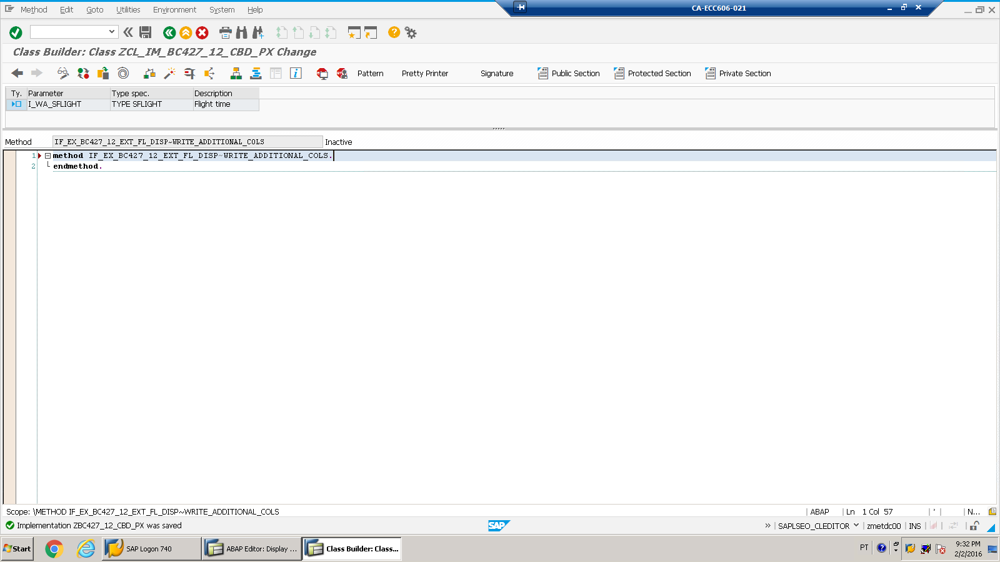 Method Edit Goto Utilities Environment System Help
CA-ECC606-021
Class Builder: Class ZCL_IM_BC427_12_CBD_PX Change
Pattern Pretty Printer Signature Public Section Protected Section Private Section
Ty. Parameter Type spec. Description
I_WA_SFLIGHT TYPE SFLIGHT Flight time
Method IF_EX_BC427_12_EXT_FL_DISP~WRITE_ADDITIONAL_COLS Inactive
1 method IF_EX_BC427_12_EXT_FL_DISP~WRITE_ADDITIONAL_COLS.
2 endmethod.
Scope: \METHOD IF_EX_BC427_12_EXT_FL_DISP~WRITE_ADDITIONAL_COLS ABAP Ln 1 Col 57 N...
Implementation ZBC427_12_CBD_PX was saved SAP » SAPLSEO_CLEDITOR zmetdc00 INS
Start SAP Logon 740 ABAP Editor: Display ... Class Builder: Class... PT 9:32 PM
2/2/2016